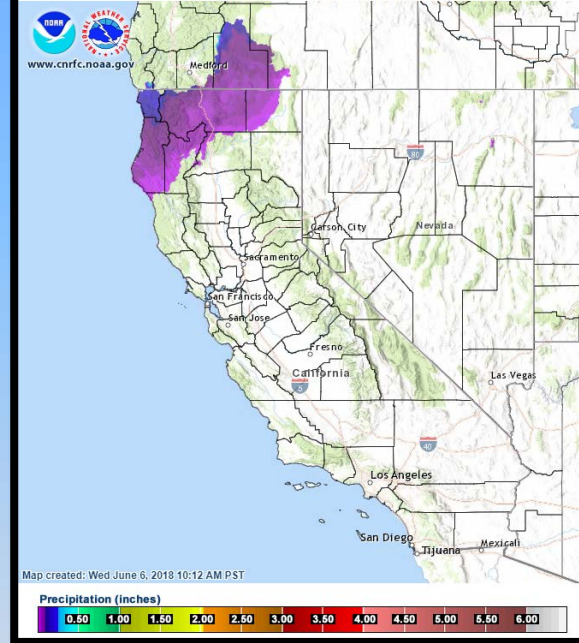 NOAA
NATIONAL WEATHER SERVICE
www.cnrfc.noaa.gov
Medford
80
Carson City
Nevada
Sacramento
San Francisco
San Jose
Fresno
California
5
Las Vegas
40
Los Angeles
San Diego
Tijuana
Mexicali
Map created: Wed June 6, 2018 10:12 AM PST
Precipitation (inches)
0.50 1.00 1.50 2.00 2.50 3.00 3.50 4.00 4.50 5.00 5.50 6.00